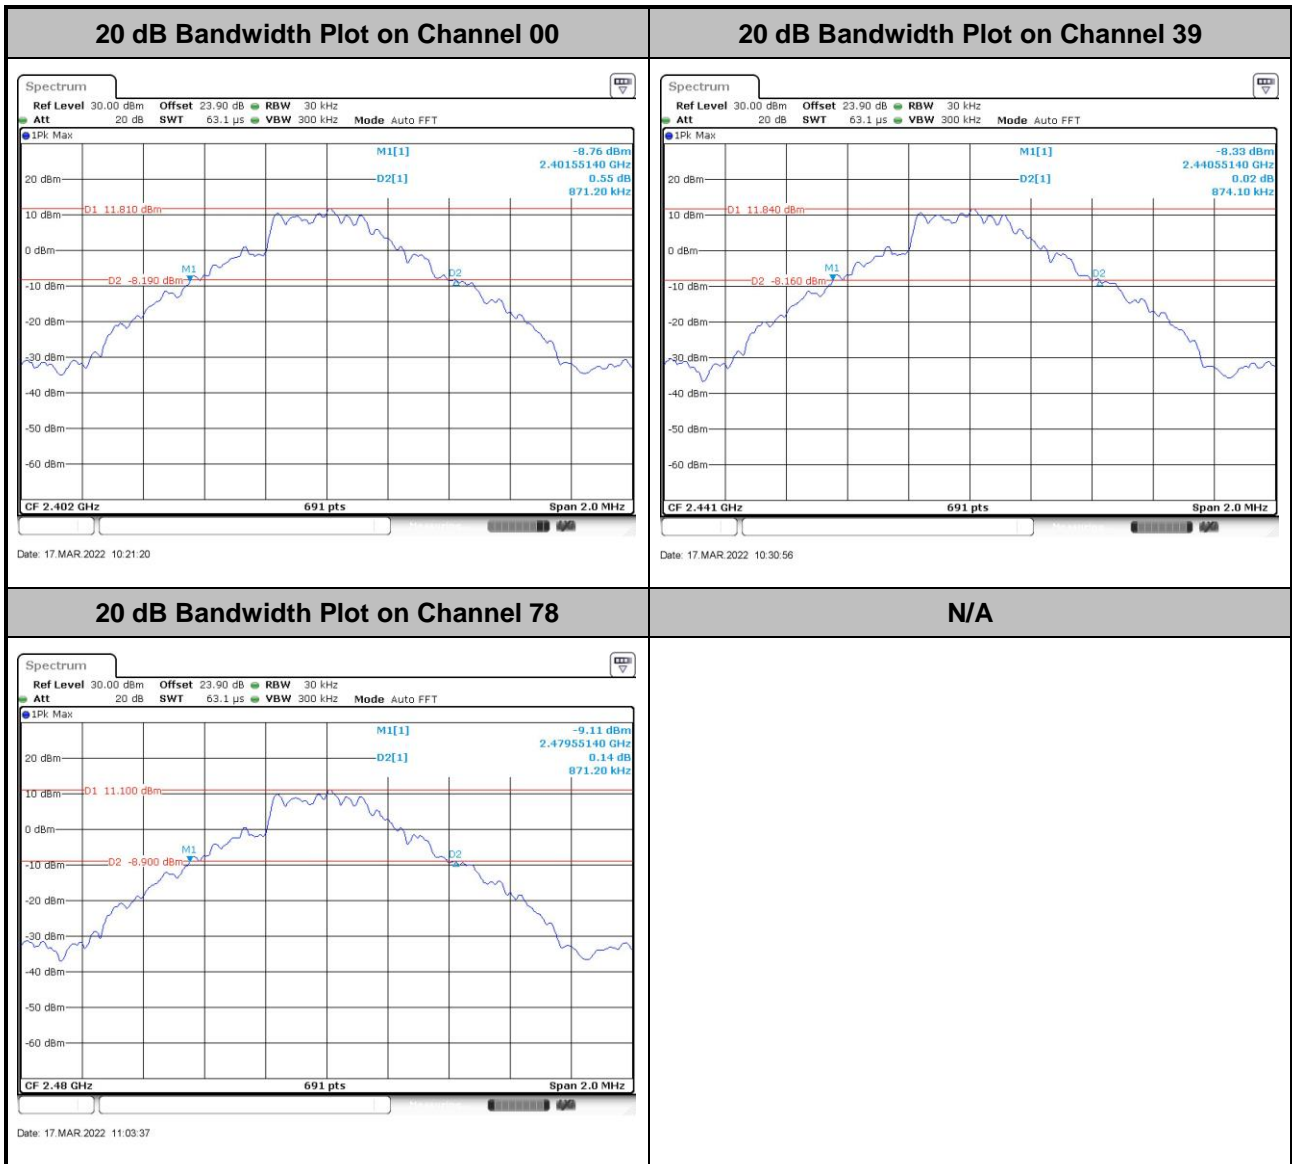 20 dB Bandwidth Plot on Channel 00
20 dB Bandwidth Plot on Channel 39
Spectrum
Ref Level 30.00 dBm Offset 23.90 dB RBW 30 kHz
Att 20 dB SWT 63.1 µs VBW 300 kHz Mode Auto FFT
1Pk Max
M1[1] -8.76 dBm
2.40155140 GHz
D2[1] 0.55 dB
871.20 kHz
20 dBm
D1 11.810 dBm
10 dBm
0 dBm
M1
D2
D2 -8.190 dBm
-10 dBm
-20 dBm
-30 dBm
-40 dBm
-50 dBm
-60 dBm
CF 2.402 GHz 691 pts Span 2.0 MHz
Date: 17.MAR.2022 10:21:20
Spectrum
Ref Level 30.00 dBm Offset 23.90 dB RBW 30 kHz
Att 20 dB SWT 63.1 µs VBW 300 kHz Mode Auto FFT
1Pk Max
M1[1] -8.33 dBm
2.44055140 GHz
D2[1] 0.02 dB
874.10 kHz
20 dBm
D1 11.840 dBm
10 dBm
0 dBm
M1
D2
D2 -8.160 dBm
-10 dBm
-20 dBm
-30 dBm
-40 dBm
-50 dBm
-60 dBm
CF 2.441 GHz 691 pts Span 2.0 MHz
Date: 17.MAR.2022 10:30:56
20 dB Bandwidth Plot on Channel 78
N/A
Spectrum
Ref Level 30.00 dBm Offset 23.90 dB RBW 30 kHz
Att 20 dB SWT 63.1 µs VBW 300 kHz Mode Auto FFT
1Pk Max
M1[1] -9.11 dBm
2.47955140 GHz
D2[1] 0.14 dB
871.20 kHz
20 dBm
D1 11.100 dBm
10 dBm
0 dBm
M1
D2
D2 -8.900 dBm
-10 dBm
-20 dBm
-30 dBm
-40 dBm
-50 dBm
-60 dBm
CF 2.48 GHz 691 pts Span 2.0 MHz
Date: 17.MAR.2022 11:03:37